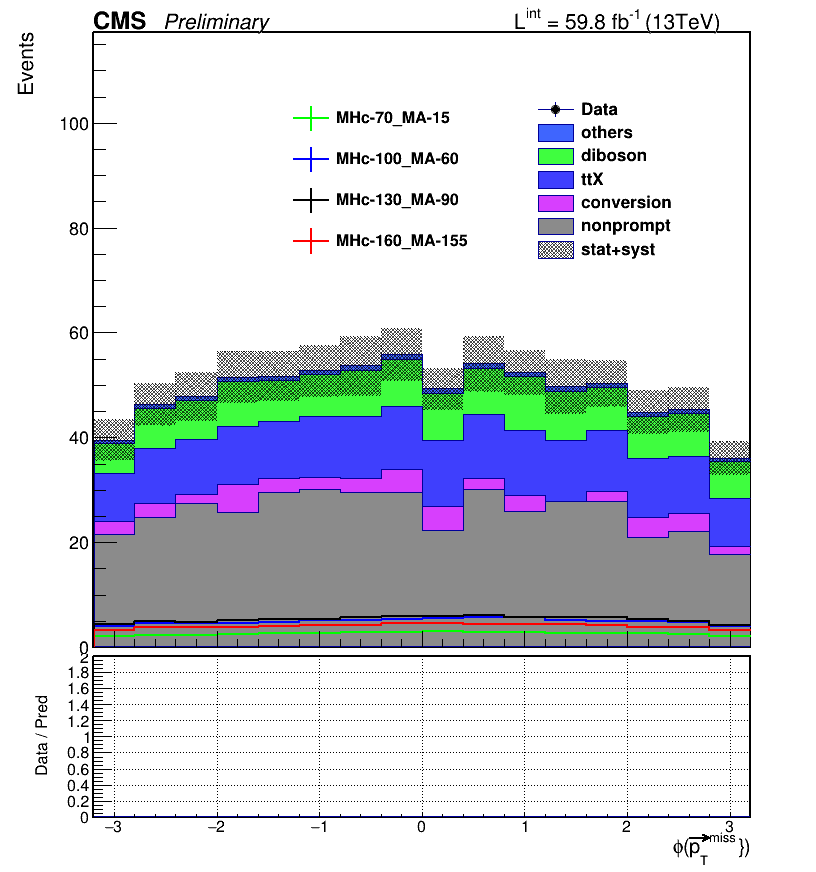 CMS Preliminary L^int = 59.8 fb^-1 (13TeV)
Events
100
80
60
40
20
0
MHc-70_MA-15
MHc-100_MA-60
MHc-130_MA-90
MHc-160_MA-155
Data
others
diboson
ttX
conversion
nonprompt
stat+syst
Data / Pred
2
1.8
1.6
1.4
1.2
1
0.8
0.6
0.4
0.2
0
−3 −2 −1 0 1 2 3
ϕ(p_T^miss})